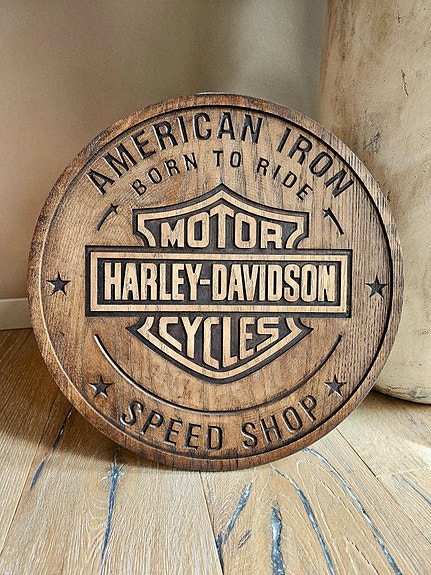 AMERICAN IRON
BORN TO RIDE
MOTOR
HARLEY-DAVIDSON
CYCLES
SPEED SHOP